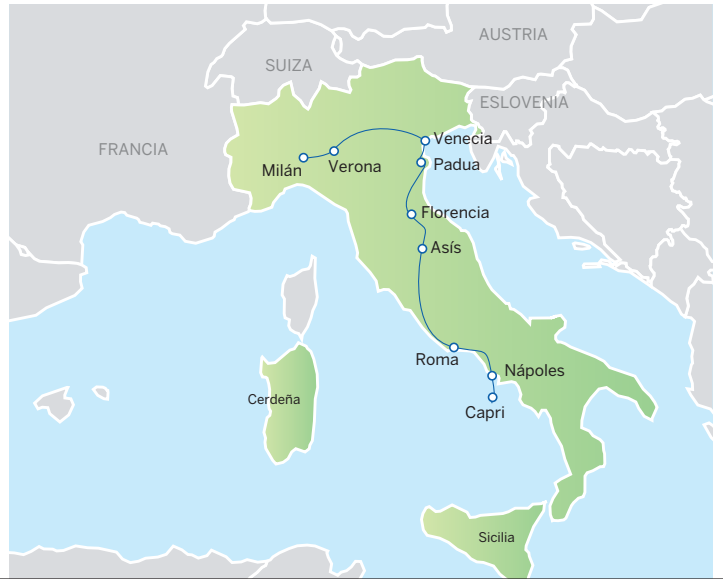 AUSTRIA
SUIZA
ESLOVENIA
FRANCIA
Venecia
Milán
Verona
Padua
Florencia
Asís
Roma
Nápoles
Cerdeña
Capri
Sicilia